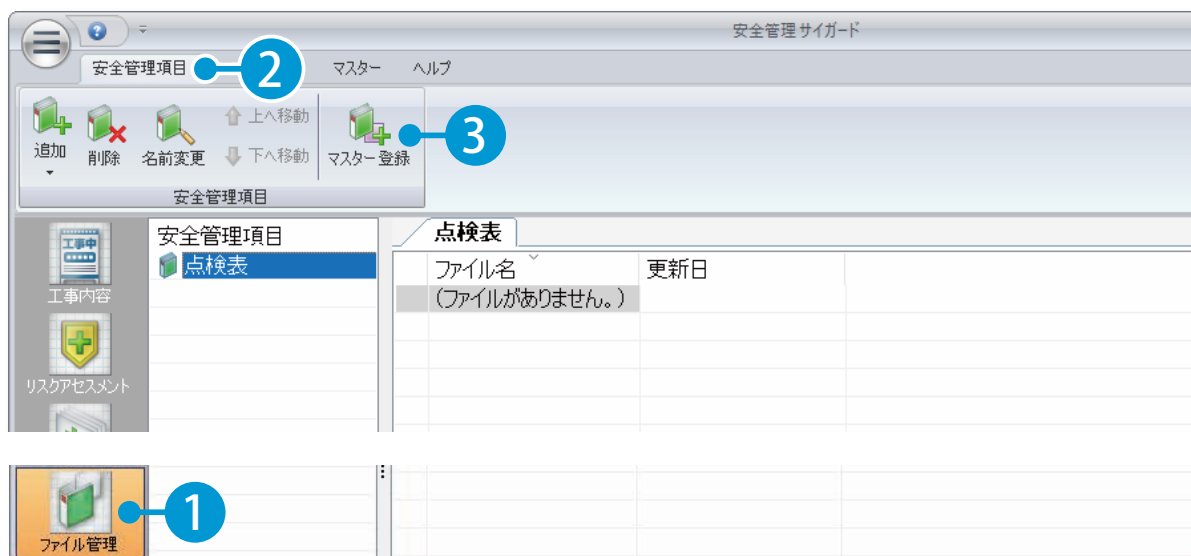 安全管理 サイガード
安全管理項目 2 マスター ヘルプ
追加 削除 名前変更 上へ移動 下へ移動 マスター 登録 3
安全管理項目
工事中
工事内容
リスクアセスメント
安全管理項目
点検表
点検表
ファイル名 更新日
(ファイルがありません。)
1
ファイル管理